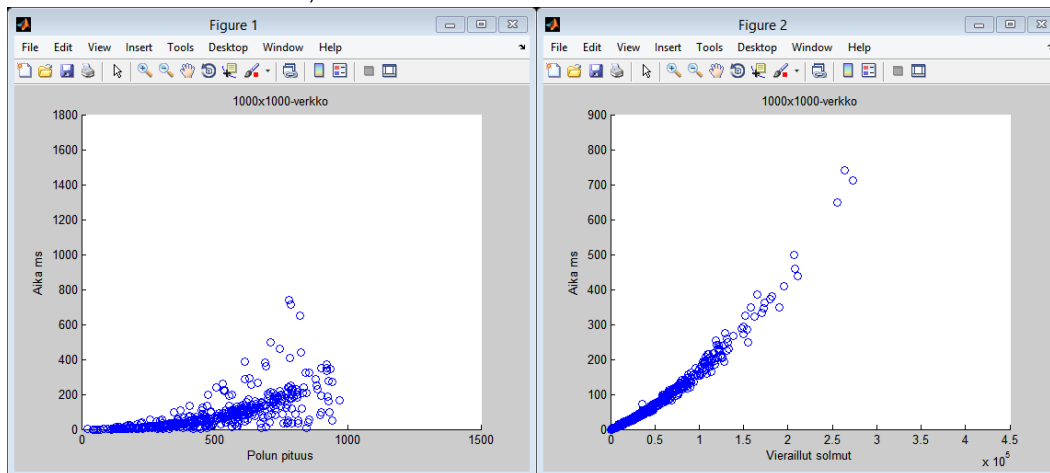 Figure 1
File Edit View Insert Tools Desktop Window Help
1000x1000-verkko
1800
1600
1400
1200
1000
800
600
400
200
0
0 500 1000 1500
Aika ms
Polun pituus
Figure 2
File Edit View Insert Tools Desktop Window Help
1000x1000-verkko
900
800
700
600
500
400
300
200
100
0
0 0.5 1 1.5 2 2.5 3 3.5 4 4.5
x 10^5
Aika ms
Vieraillut solmut